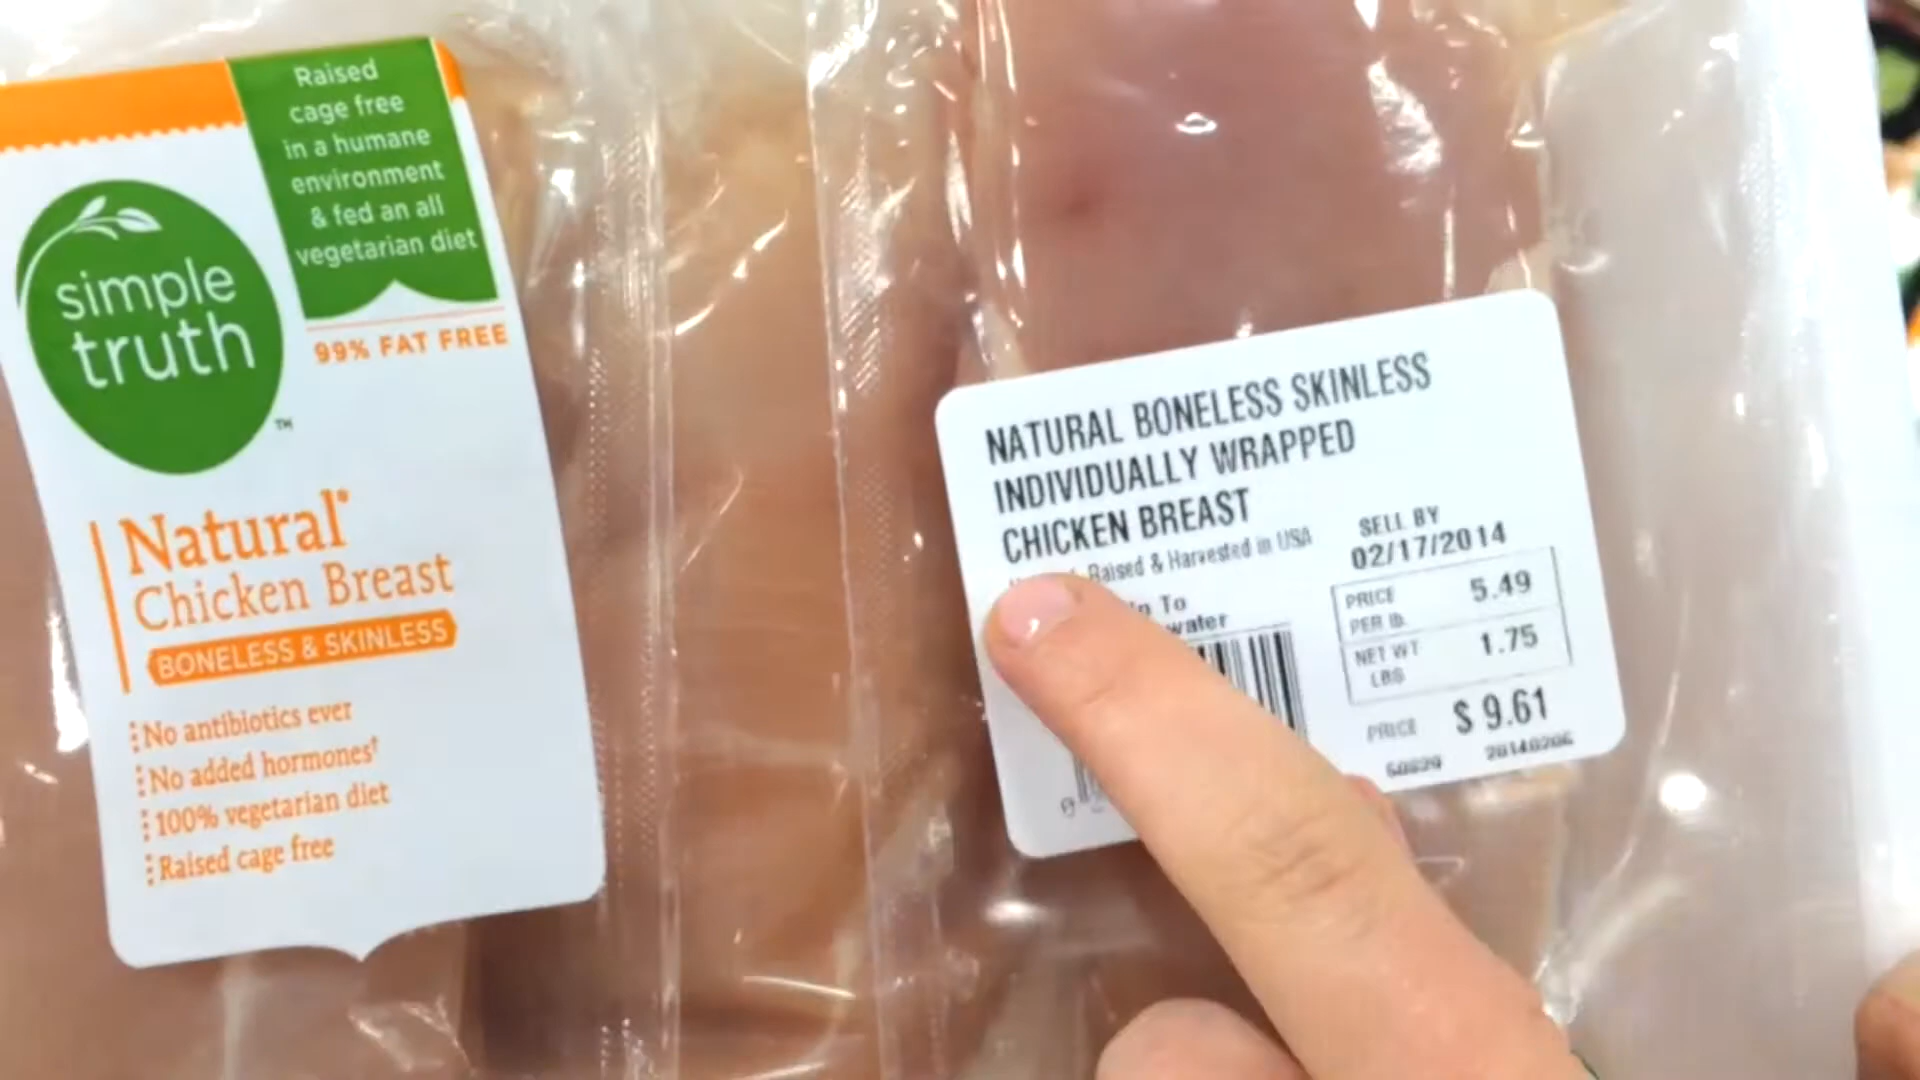 Raised
cage free
in a humane
environment
& fed an all
vegetarian diet
simple
truth
TM
99% FAT FREE
Natural*
Chicken Breast
BONELESS & SKINLESS
No antibiotics ever
No added hormones†
100% vegetarian diet
Raised cage free
NATURAL BONELESS SKINLESS
INDIVIDUALLY WRAPPED
CHICKEN BREAST
Raised & Harvested in USA
To
water
SELL BY
02/17/2014
PRICE PER lb. 5.49
NET WT LBS 1.75
PRICE $ 9.61